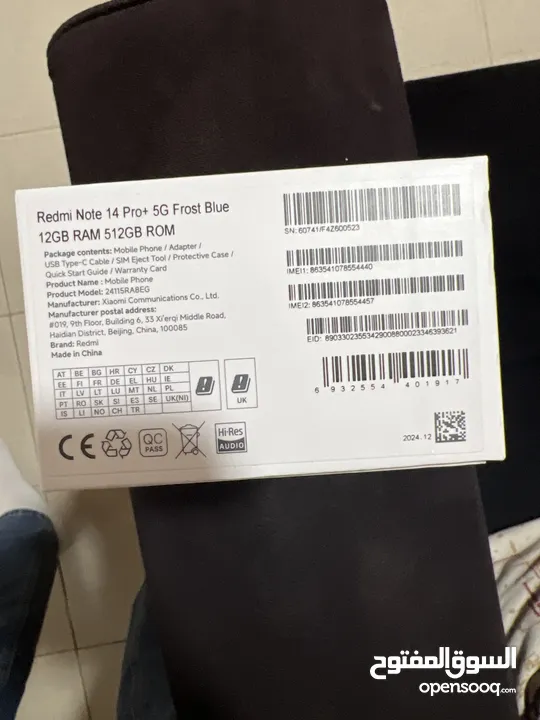 Redmi Note 14 Pro+ 5G Frost Blue
12GB RAM 512GB ROM
Package contents: Mobile Phone / Adapter /
USB Type-C Cable / SIM Eject Tool / Protective Case /
Quick Start Guide / Warranty Card
Product Name : Mobile Phone
Product Model: 24115RA8EG
Manufacturer: Xiaomi Communications Co., Ltd.
Manufacturer postal address:
#019, 9th Floor, Building 6, 33 Xi'erqi Middle Road,
Haidian District, Beijing, China, 100085
Brand: Redmi
Made in China
AT BE BG HR CY CZ DK
EE FI FR DE EL HU IE
IT LV LT LU MT NL PL
PT RO SK SI ES SE UK(NI)
IS LI NO CH TR
UK
CE
QC
PASS
Hi-Res
AUDIO
SN: 60741/F4Z600523
IMEI1: 863541078554440
IMEI2: 863541078554457
EID: 89033023553429008800023346393621
6 932554 401917
2024.12
السوق المفتوح
opensooq.com